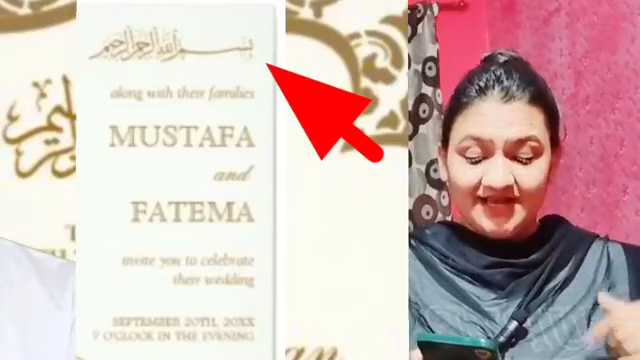 بسم الله الرحمن الرحيم
along with their families
MUSTAFA
and
FATEMA
invite you to celebrate
their wedding
SEPTEMBER 20TH, 20XX
7 O'CLOCK IN THE EVENING